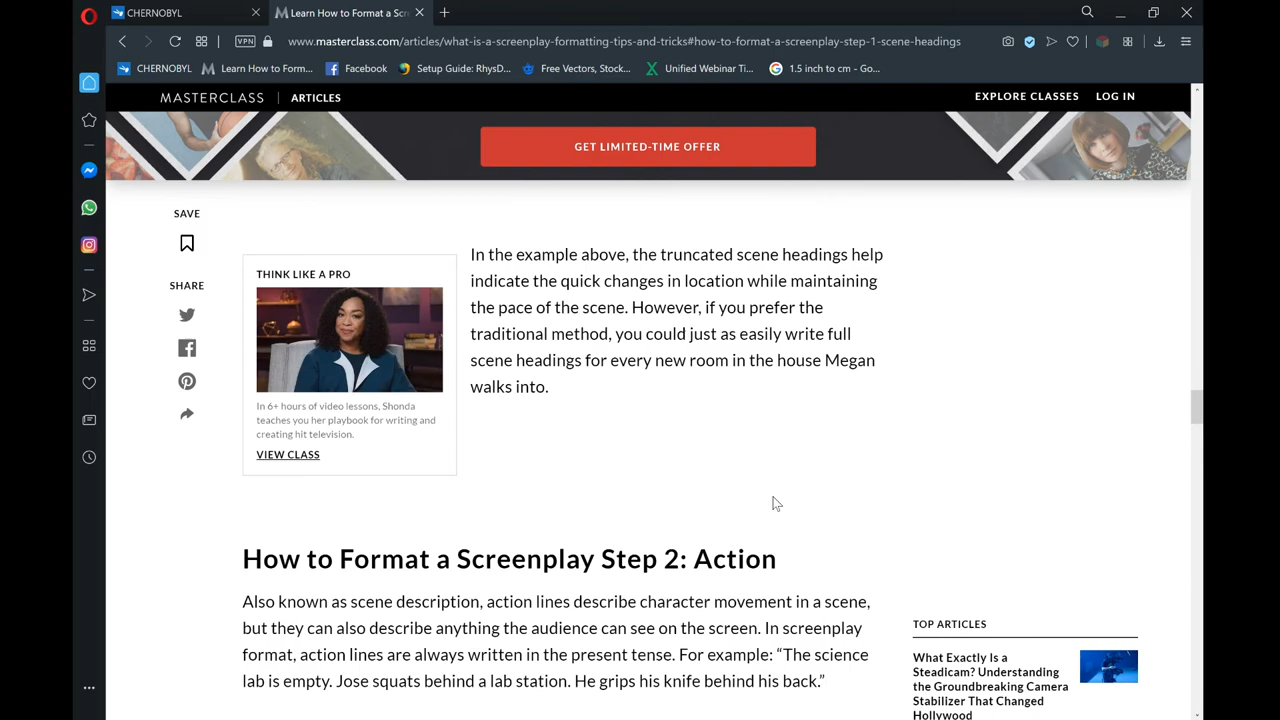 CHERNOBYL
Learn How to Format a Scr
www.masterclass.com/articles/what-is-a-screenplay-formatting-tips-and-tricks#how-to-format-a-screenplay-step-1-scene-headings
VPN
CHERNOBYL
Learn How to Form...
Facebook
Setup Guide: RhysD...
Free Vectors, Stock...
Unified Webinar Ti...
1.5 inch to cm - Go...
MASTERCLASS
ARTICLES
EXPLORE CLASSES
LOG IN
GET LIMITED-TIME OFFER
SAVE
SHARE
THINK LIKE A PRO
In 6+ hours of video lessons, Shonda
teaches you her playbook for writing and
creating hit television.
VIEW CLASS
In the example above, the truncated scene headings help
indicate the quick changes in location while maintaining
the pace of the scene. However, if you prefer the
traditional method, you could just as easily write full
scene headings for every new room in the house Megan
walks into.
How to Format a Screenplay Step 2: Action
Also known as scene description, action lines describe character movement in a scene,
but they can also describe anything the audience can see on the screen. In screenplay
format, action lines are always written in the present tense. For example: “The science
lab is empty. Jose squats behind a lab station. He grips his knife behind his back.”
TOP ARTICLES
What Exactly Is a
Steadicam? Understanding
the Groundbreaking Camera
Stabilizer That Changed
Hollywood